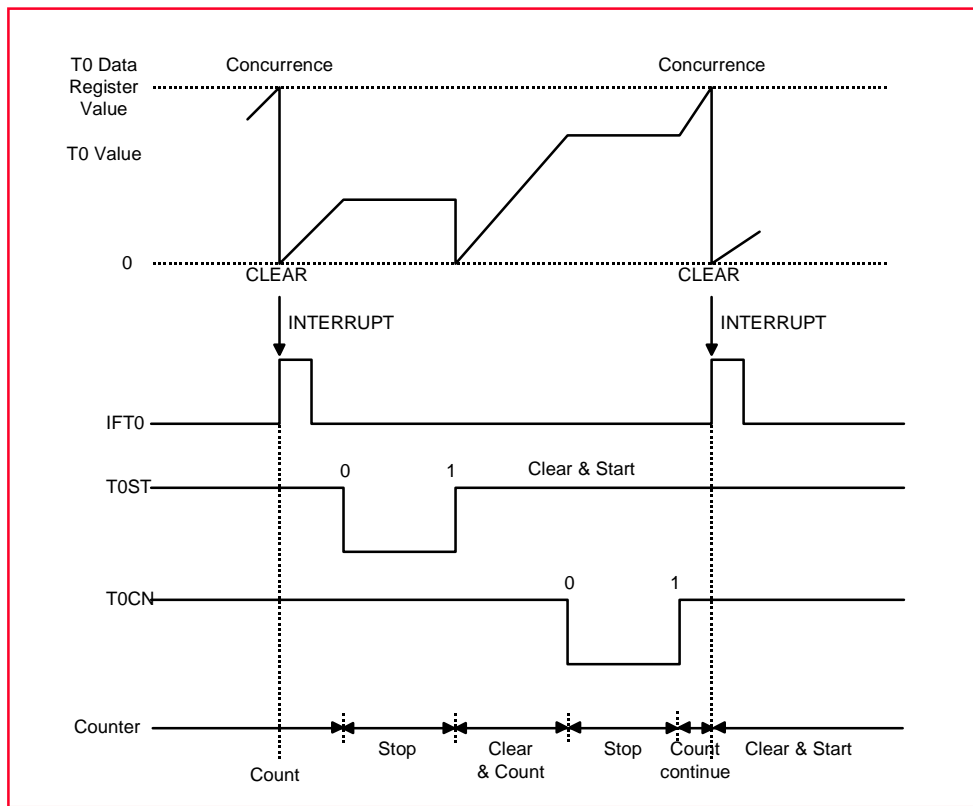 T0 Data
Register
Value
Concurrence
Concurrence
T0 Value
0
CLEAR
CLEAR
INTERRUPT
INTERRUPT
IFT0
0
1
Clear & Start
T0ST
0
1
T0CN
Counter
Stop
Clear
& Count
Stop
Count
continue
Clear & Start
Count